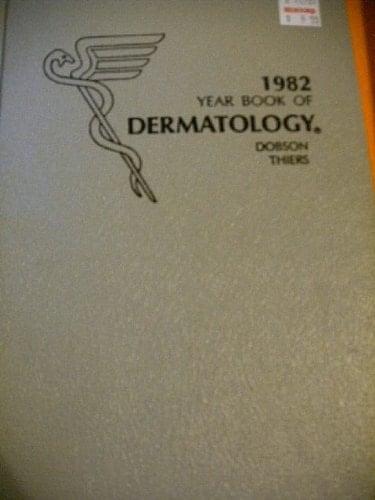 1982
YEAR BOOK OF
DERMATOLOGY®
DOBSON
THIERS